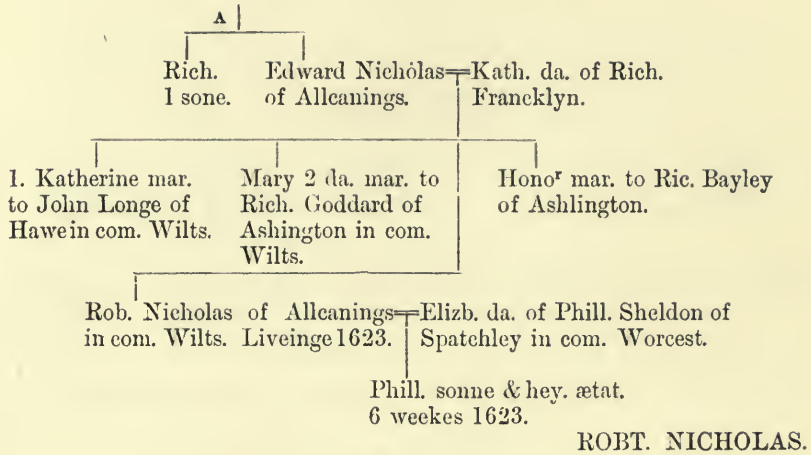 A
Rich.
1 sone.
Edward Nicholas
of Allcanings.
Kath. da. of Rich.
Francklyn.
1. Katherine mar.
to John Longe of
Hawe in com. Wilts.
Mary 2 da. mar. to
Rich. Goddard of
Ashington in com.
Wilts.
Honoʳ mar. to Ric. Bayley
of Ashlington.
Rob. Nicholas of Allcanings
in com. Wilts. Liveinge 1623.
Elizb. da. of Phill. Sheldon of
Spatchley in com. Worcest.
Phill. sonne & hey. ætat.
6 weekes 1623.
ROBT. NICHOLAS.